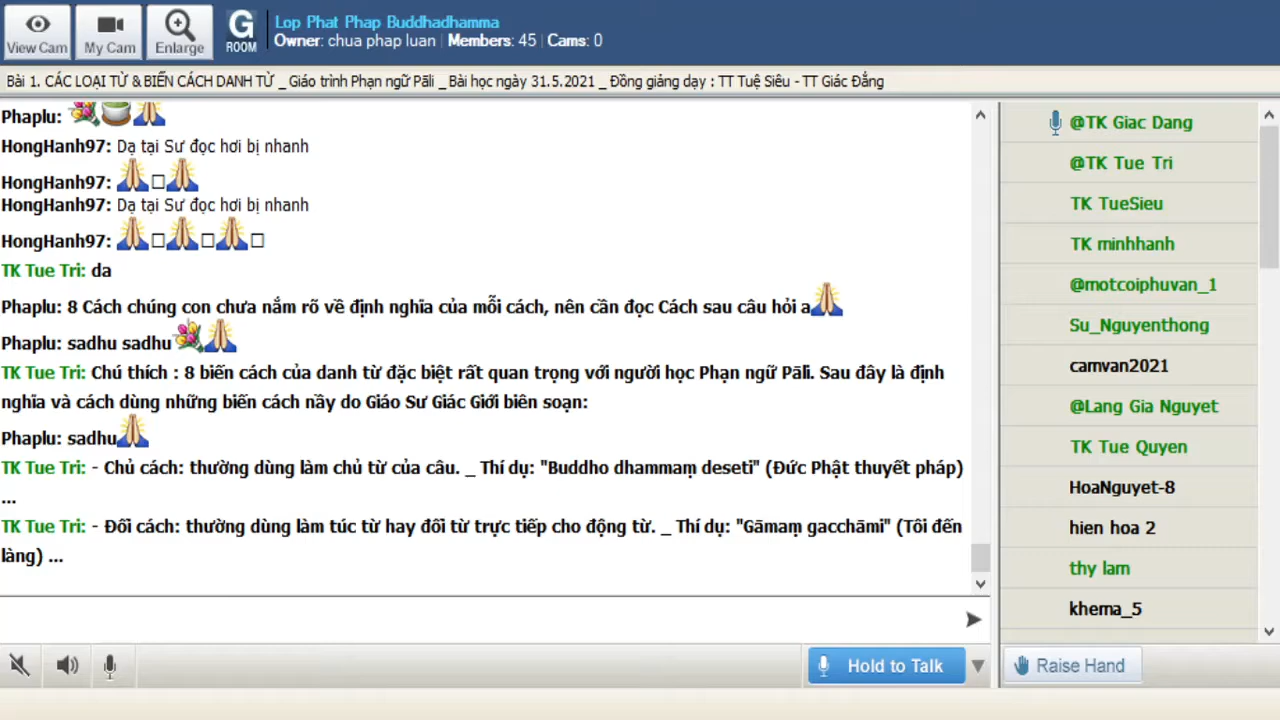 View Cam
My Cam
Enlarge
G ROOM
Lop Phat Phap Buddhadhamma
Owner: chua phap luan | Members: 45 | Cams: 0
Bài 1. CÁC LOẠI TỪ & BIẾN CÁCH DANH TỪ _ Giáo trình Phạn ngữ Pāli _ Bài học ngày 31.5.2021 _ Đồng giảng dạy : TT Tuệ Siêu - TT Giác Đẳng
Phaplu:
HongHanh97: Dạ tại Sư đọc hơi bị nhanh
HongHanh97:
HongHanh97: Dạ tại Sư đọc hơi bị nhanh
HongHanh97:
TK Tue Tri: da
Phaplu: 8 Cách chúng con chưa nắm rõ về định nghĩa của mỗi cách, nên cần đọc Cách sau câu hỏi a
Phaplu: sadhu sadhu
TK Tue Tri: Chú thích : 8 biến cách của danh từ đặc biệt rất quan trọng với người học Phạn ngữ Pāli. Sau đây là định
nghĩa và cách dùng những biến cách nầy do Giáo Sư Giác Giới biên soạn:
Phaplu: sadhu
TK Tue Tri: - Chủ cách: thường dùng làm chủ từ của câu. _ Thí dụ: "Buddho dhammaṃ deseti" (Đức Phật thuyết pháp)
...
TK Tue Tri: - Đối cách: thường dùng làm túc từ hay đối từ trực tiếp cho động từ. _ Thí dụ: "Gāmaṃ gacchāmi" (Tôi đến
làng) ...
@TK Giac Dang
@TK Tue Tri
TK TueSieu
TK minhhanh
@motcoiphuvan_1
Su_Nguyenthong
camvan2021
@Lang Gia Nguyet
TK Tue Quyen
HoaNguyet-8
hien hoa 2
thy lam
khema_5
Hold to Talk
Raise Hand